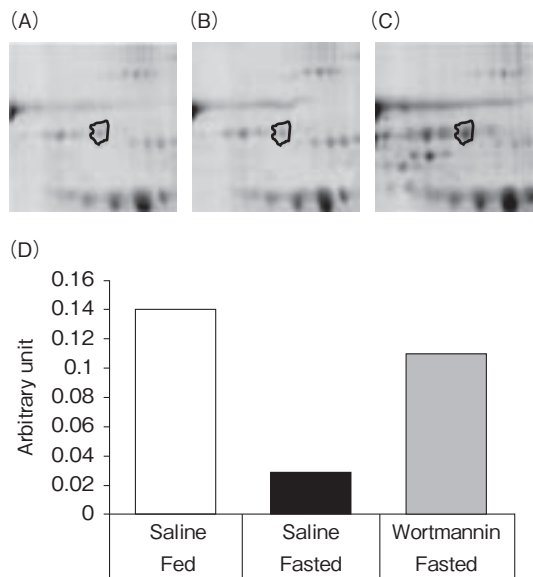 (A)
(B)
(C)
(D)
Arbitrary unit
0.16
0.14
0.12
0.1
0.08
0.06
0.04
0.02
0
Saline Saline Wortmannin
Fed Fasted Fasted